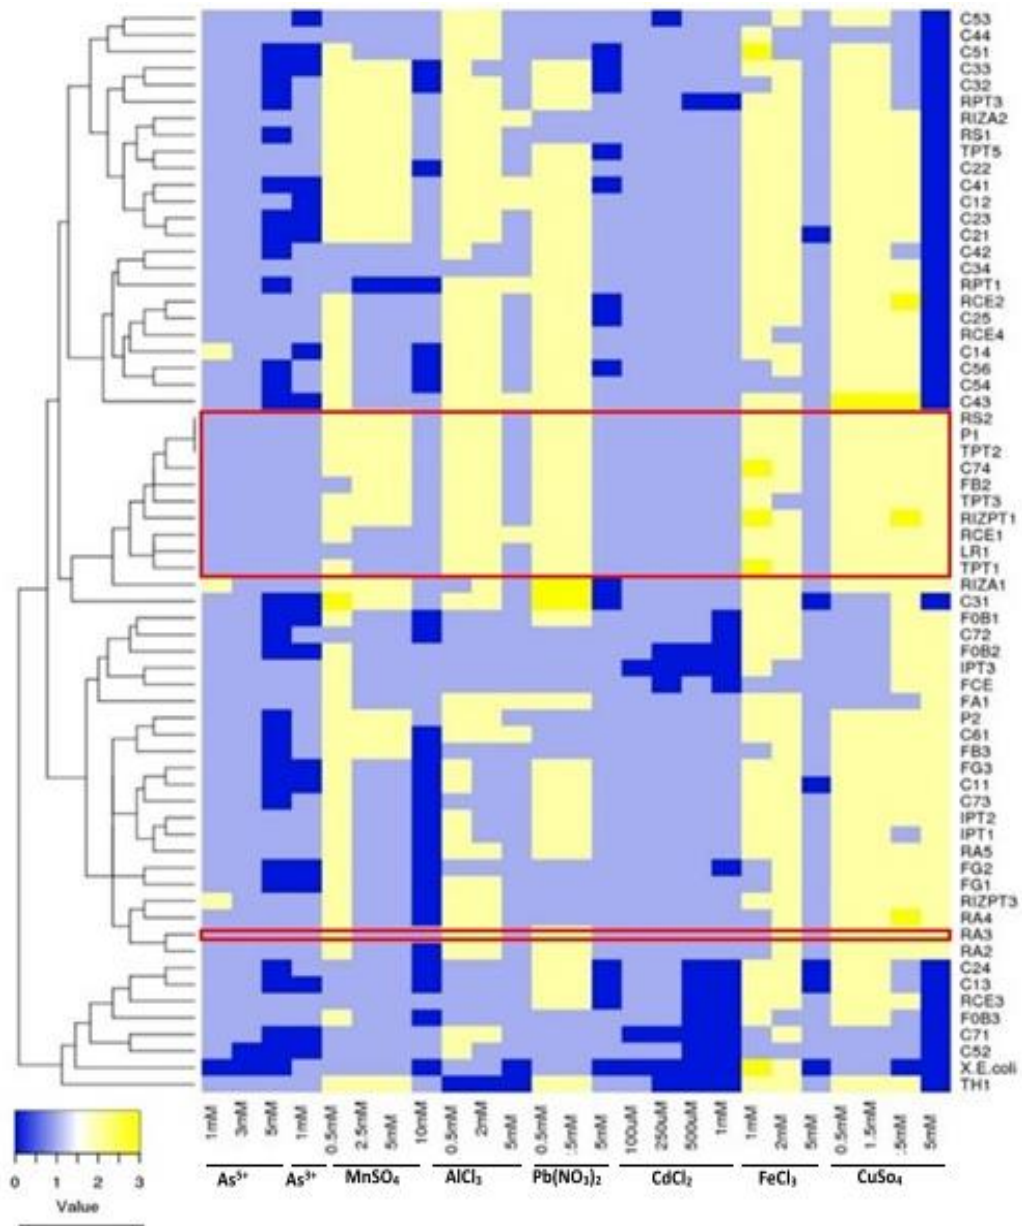 C53
C44
C51
C33
C32
RPT3
RIZA2
RS1
TPT5
C22
C41
C12
C23
C21
C42
C34
RPT1
RCE2
C25
RCE4
C14
C56
C54
C43
RS2
P1
TPT2
C74
FB2
TPT3
RIZPT1
RCE1
LR1
TPT1
RIZA1
C31
F0B1
C72
F0B2
IPT3
FCE
FA1
P2
C61
FB3
FG3
C11
C73
IPT2
IPT1
RA5
FG2
FG1
RIZPT3
RA4
RA3
RA2
C24
C13
RCE3
F0B3
C71
C52
X.E.coli
TH1
1mM 3mM 5mM 1mM 0.5mM 2.5mM 5mM 10mM 0.5mM 2mM 5mM 0.5mM .5mM 5mM 100uM 250uM 500uM 1mM 1mM 2mM 5mM 0.5mM 1.5mM .5mM 5mM
As⁵⁺ As³⁺ MnSO₄ AlCl₃ Pb(NO₃)₂ CdCl₂ FeCl₃ CuSo₄
0 1 2 3
Value